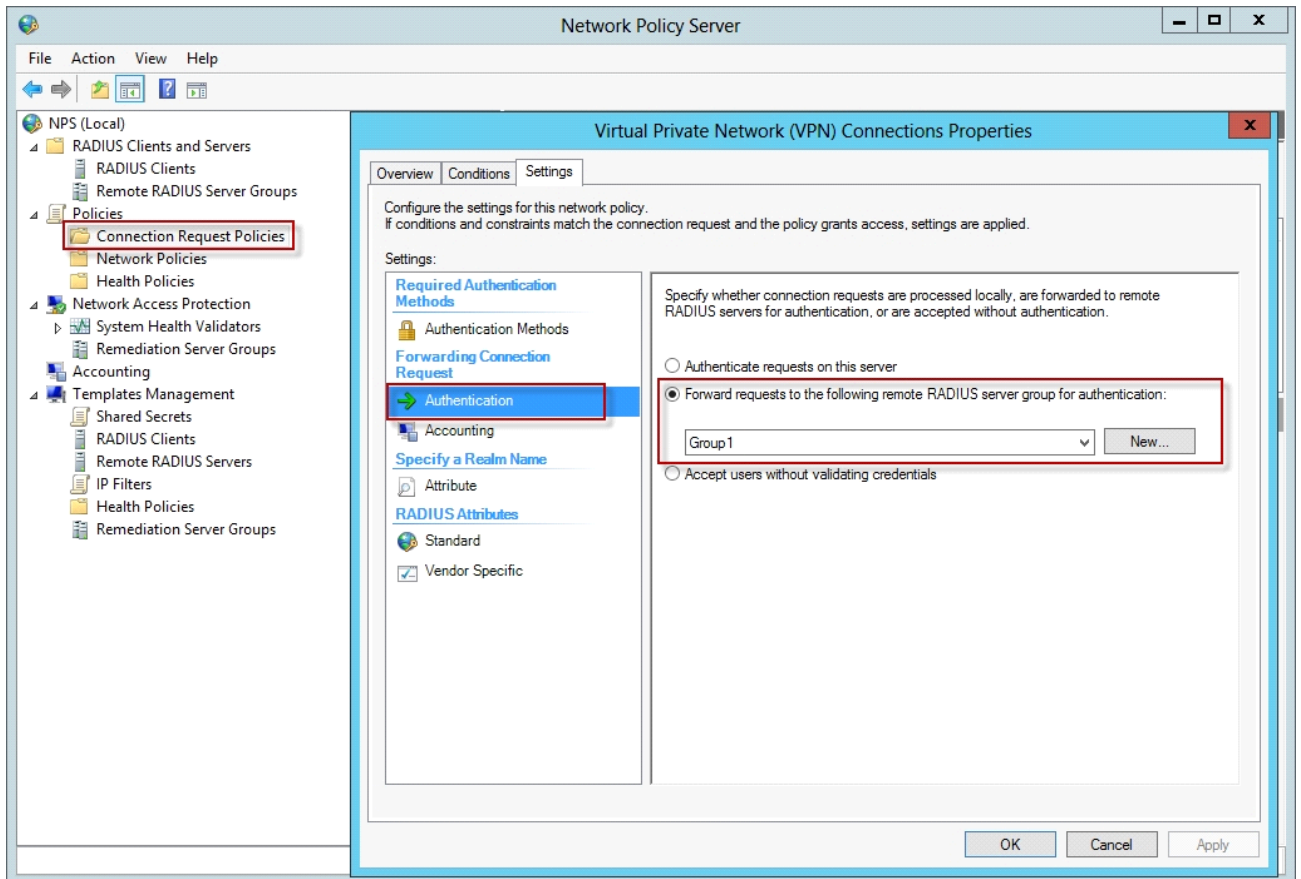 Network Policy Server
File Action View Help
NPS (Local)
RADIUS Clients and Servers
RADIUS Clients
Remote RADIUS Server Groups
Policies
Connection Request Policies
Network Policies
Health Policies
Network Access Protection
System Health Validators
Remediation Server Groups
Accounting
Templates Management
Shared Secrets
RADIUS Clients
Remote RADIUS Servers
IP Filters
Health Policies
Remediation Server Groups
Virtual Private Network (VPN) Connections Properties
Overview Conditions Settings
Configure the settings for this network policy.
If conditions and constraints match the connection request and the policy grants access, settings are applied.
Settings:
Required Authentication
Methods
Authentication Methods
Forwarding Connection
Request
Authentication
Accounting
Specify a Realm Name
Attribute
RADIUS Attributes
Standard
Vendor Specific
Specify whether connection requests are processed locally, are forwarded to remote
RADIUS servers for authentication, or are accepted without authentication.
Authenticate requests on this server
Forward requests to the following remote RADIUS server group for authentication:
Group1
New...
Accept users without validating credentials
OK Cancel Apply